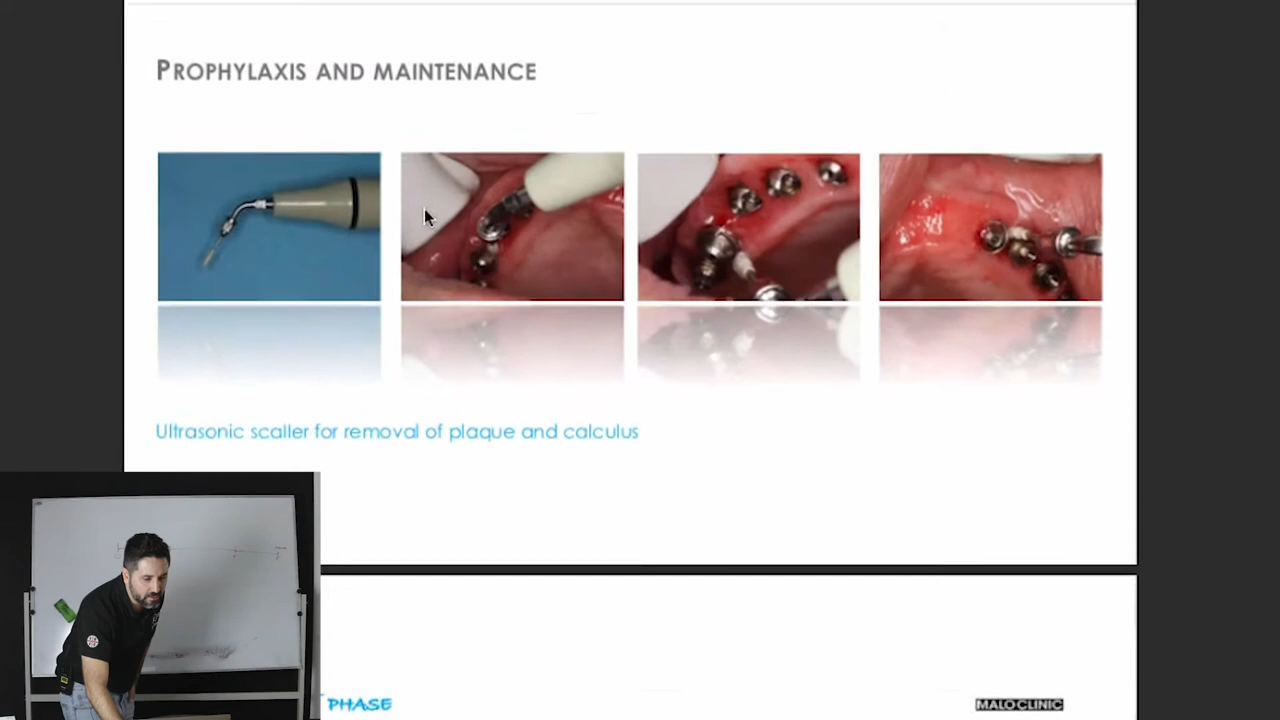 PROPHYLAXIS AND MAINTENANCE
Ultrasonic scaller for removal of plaque and calculus
PHASE
MALO CLINIC